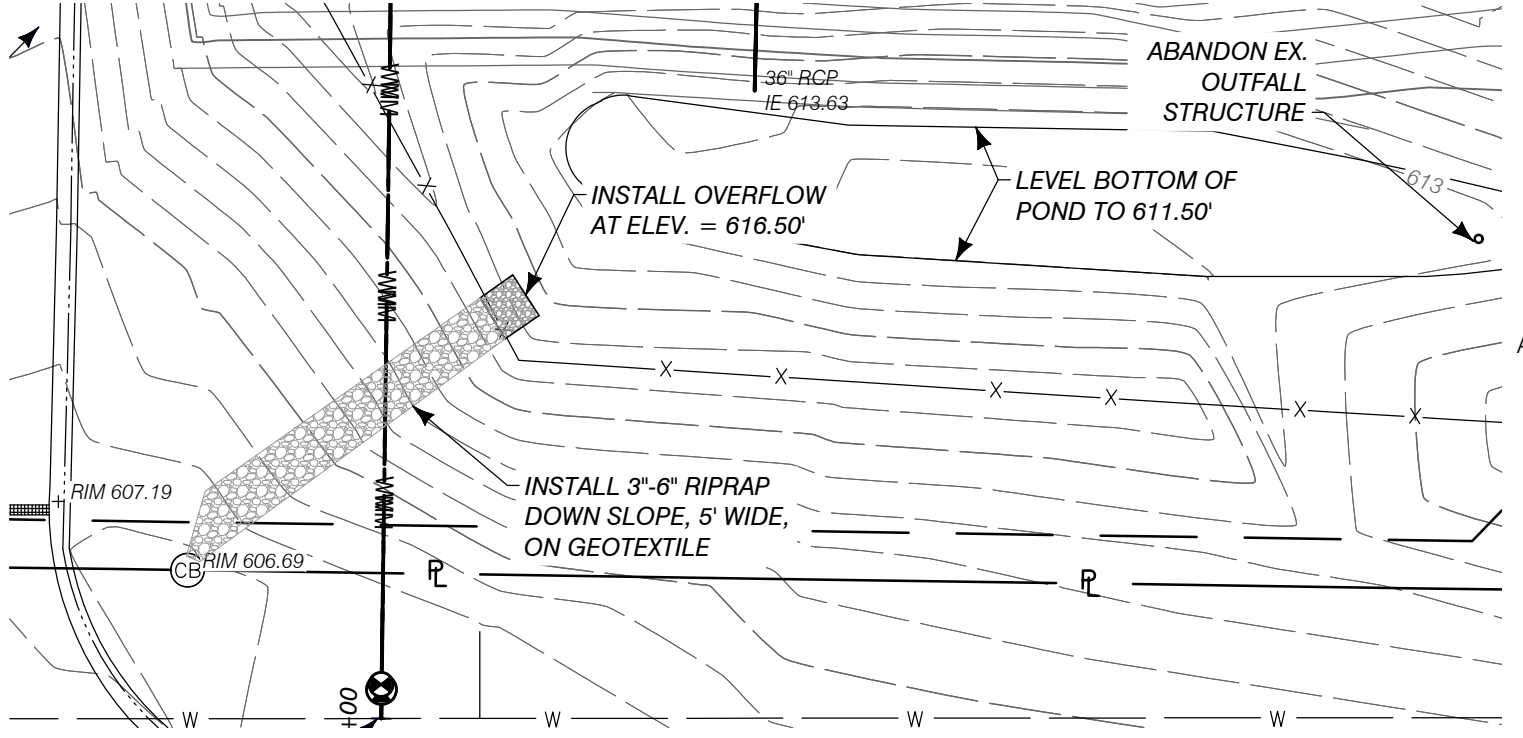 36" RCP
IE 613.63
ABANDON EX.
OUTFALL
STRUCTURE
613
INSTALL OVERFLOW
AT ELEV. = 616.50'
LEVEL BOTTOM OF
POND TO 611.50'
X
X
X
X
X
X
X
X
INSTALL 3"-6" RIPRAP
DOWN SLOPE, 5' WIDE,
ON GEOTEXTILE
RIM 607.19
CB
RIM 606.69
PL
PL
+00
W
W
W
W